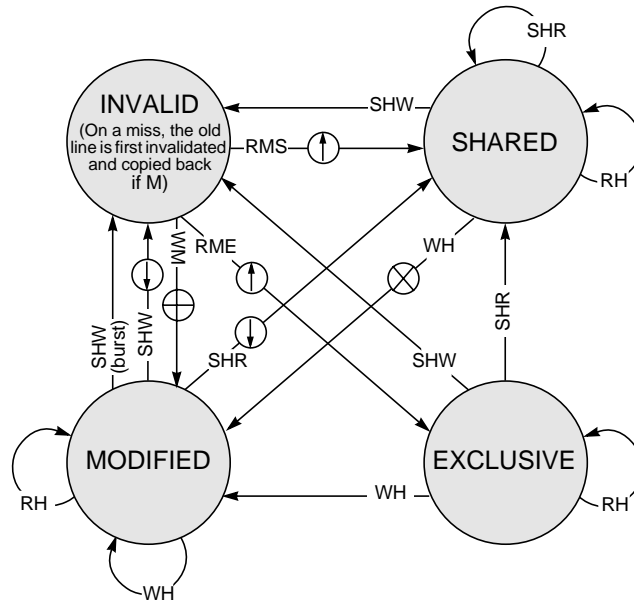 SHR
INVALID
(On a miss, the old
line is first invalidated
and copied back
if M)
SHW
RMS
SHARED
RH
WM
RME
WH
SHW
(burst)
SHW
SHR
SHW
SHR
MODIFIED
EXCLUSIVE
RH
WH
RH
WH